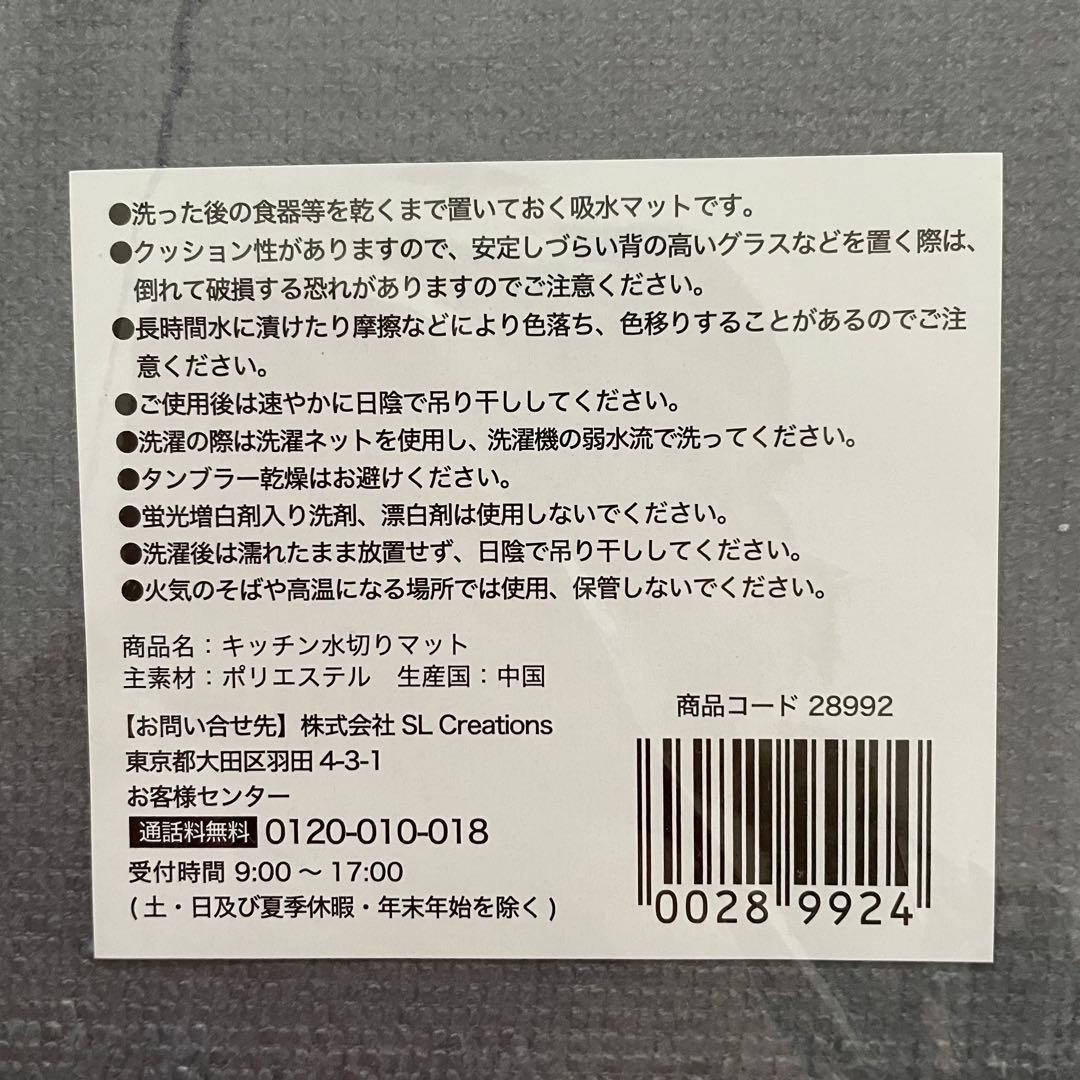 ●洗った後の食器等を乾くまで置いておく吸水マットです。
●クッション性がありますので、安定しづらい背の高いグラスなどを置く際は、
倒れて破損する恐れがありますのでご注意ください。
●長時間水に漬けたり摩擦などにより色落ち、色移りすることがあるのでご注
意ください。
●ご使用後は速やかに日陰で吊り干ししてください。
●洗濯の際は洗濯ネットを使用し、洗濯機の弱水流で洗ってください。
●タンブラー乾燥はお避けください。
●蛍光増白剤入り洗剤、漂白剤は使用しないでください。
●洗濯後は濡れたまま放置せず、日陰で吊り干ししてください。
●火気のそばや高温になる場所では使用、保管しないでください。
商品名：キッチン水切りマット
主素材：ポリエステル　生産国：中国
【お問い合せ先】株式会社 SL Creations
東京都大田区羽田 4-3-1
お客様センター
通話料無料 0120-010-018
受付時間 9:00 〜 17:00
( 土・日及び夏季休暇・年末年始を除く )
商品コード 28992
0028 9924